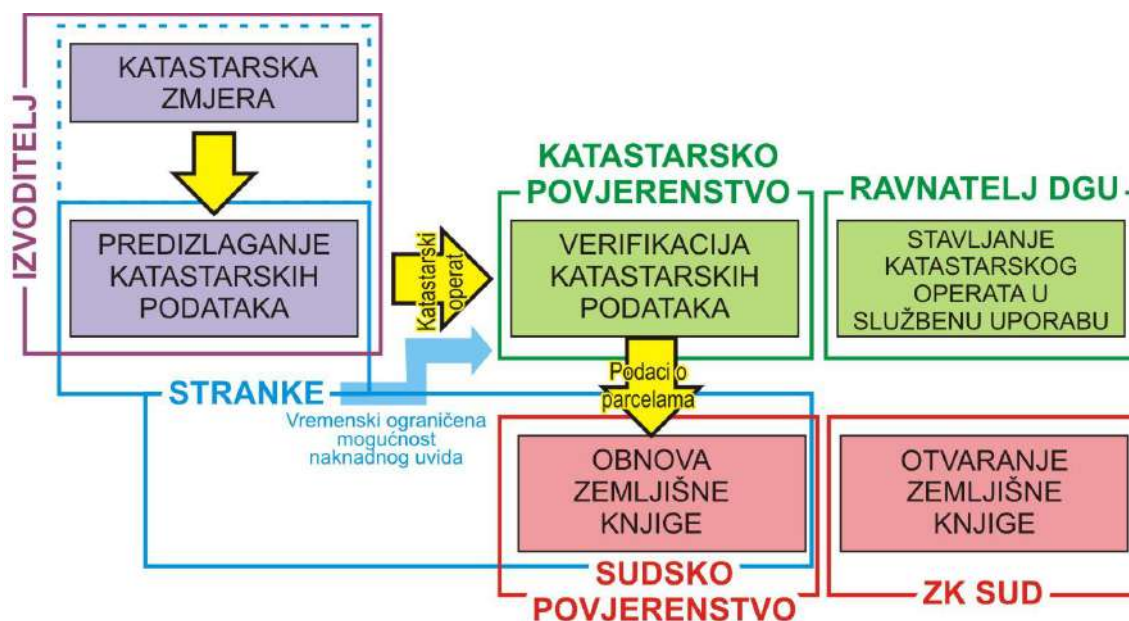 IZVODITELJ
KATASTARSKA
ZMJERA
PREDIZLAGANJE
KATASTARSKIH
PODATAKA
Katastarski
operat
KATASTARSKO
POVJERENSTVO
VERIFIKACIJA
KATASTARSKIH
PODATAKA
RAVNATELJ DGU
STAVLJANJE
KATASTARSKOG
OPERATA U
SLUŽBENU UPORABU
STRANKE
Vremenski ograničena
mogućnost
naknadnog uvida
Podaci o
parcelama
OBNOVA
ZEMLJIŠNE
KNJIGE
SUDSKO
POVJERENSTVO
OTVARANJE
ZEMLJIŠNE
KNJIGE
ZK SUD